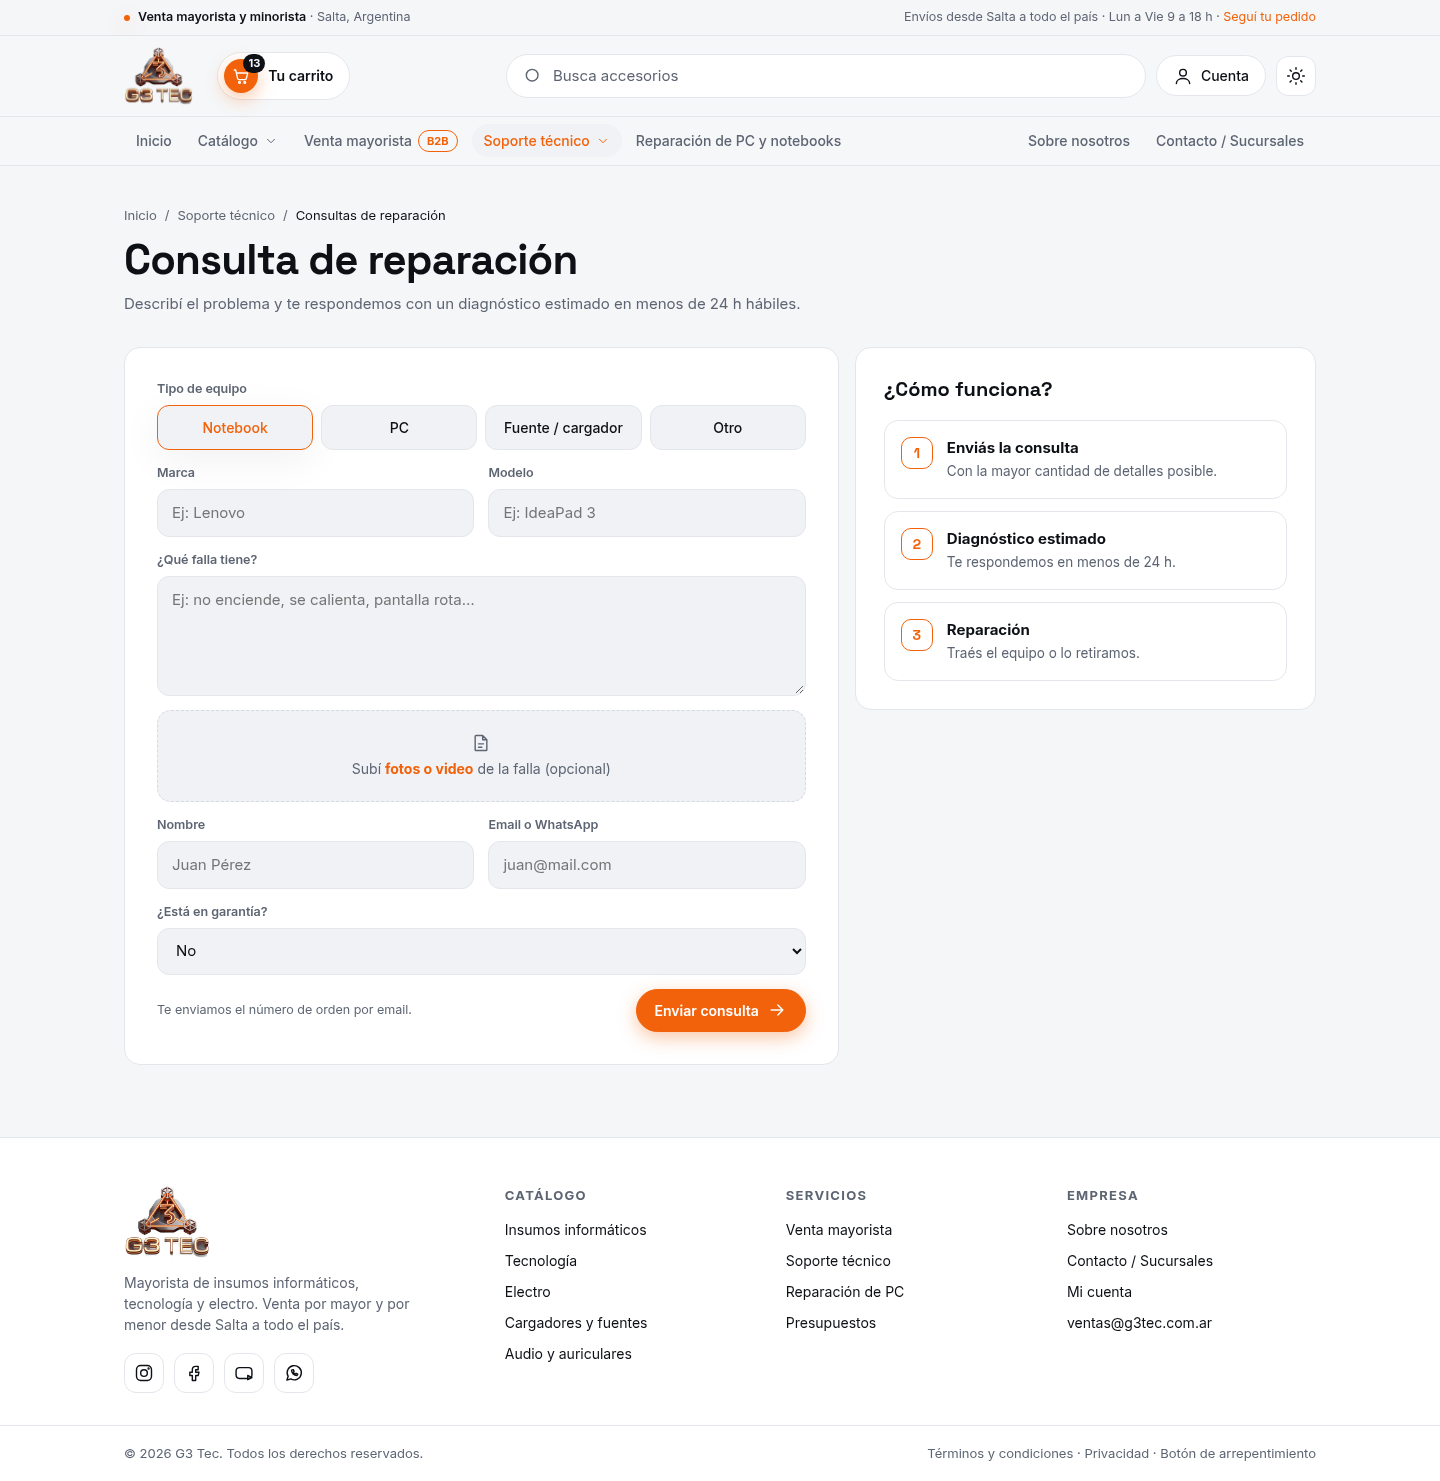 Venta mayorista y minorista · Salta, Argentina
Envíos desde Salta a todo el país · Lun a Vie 9 a 18 h · Seguí tu pedido
G3 TEC
13
Tu carrito
Busca accesorios
Cuenta
Inicio
Catálogo
Venta mayorista B2B
Soporte técnico
Reparación de PC y notebooks
Sobre nosotros
Contacto / Sucursales
Inicio / Soporte técnico / Consultas de reparación
Consulta de reparación
Describí el problema y te respondemos con un diagnóstico estimado en menos de 24 h hábiles.
Tipo de equipo
Notebook
PC
Fuente / cargador
Otro
Marca
Modelo
Ej: Lenovo
Ej: IdeaPad 3
¿Qué falla tiene?
Ej: no enciende, se calienta, pantalla rota...
Subí fotos o video de la falla (opcional)
Nombre
Email o WhatsApp
Juan Pérez
juan@mail.com
¿Está en garantía?
No
Te enviamos el número de orden por email.
Enviar consulta
¿Cómo funciona?
1
Enviás la consulta
Con la mayor cantidad de detalles posible.
2
Diagnóstico estimado
Te respondemos en menos de 24 h.
3
Reparación
Traés el equipo o lo retiramos.
3
G3 TEC
Mayorista de insumos informáticos,
tecnología y electro. Venta por mayor y por
menor desde Salta a todo el país.
CATÁLOGO
Insumos informáticos
Tecnología
Electro
Cargadores y fuentes
Audio y auriculares
SERVICIOS
Venta mayorista
Soporte técnico
Reparación de PC
Presupuestos
EMPRESA
Sobre nosotros
Contacto / Sucursales
Mi cuenta
ventas@g3tec.com.ar
© 2026 G3 Tec. Todos los derechos reservados.
Términos y condiciones · Privacidad · Botón de arrepentimiento